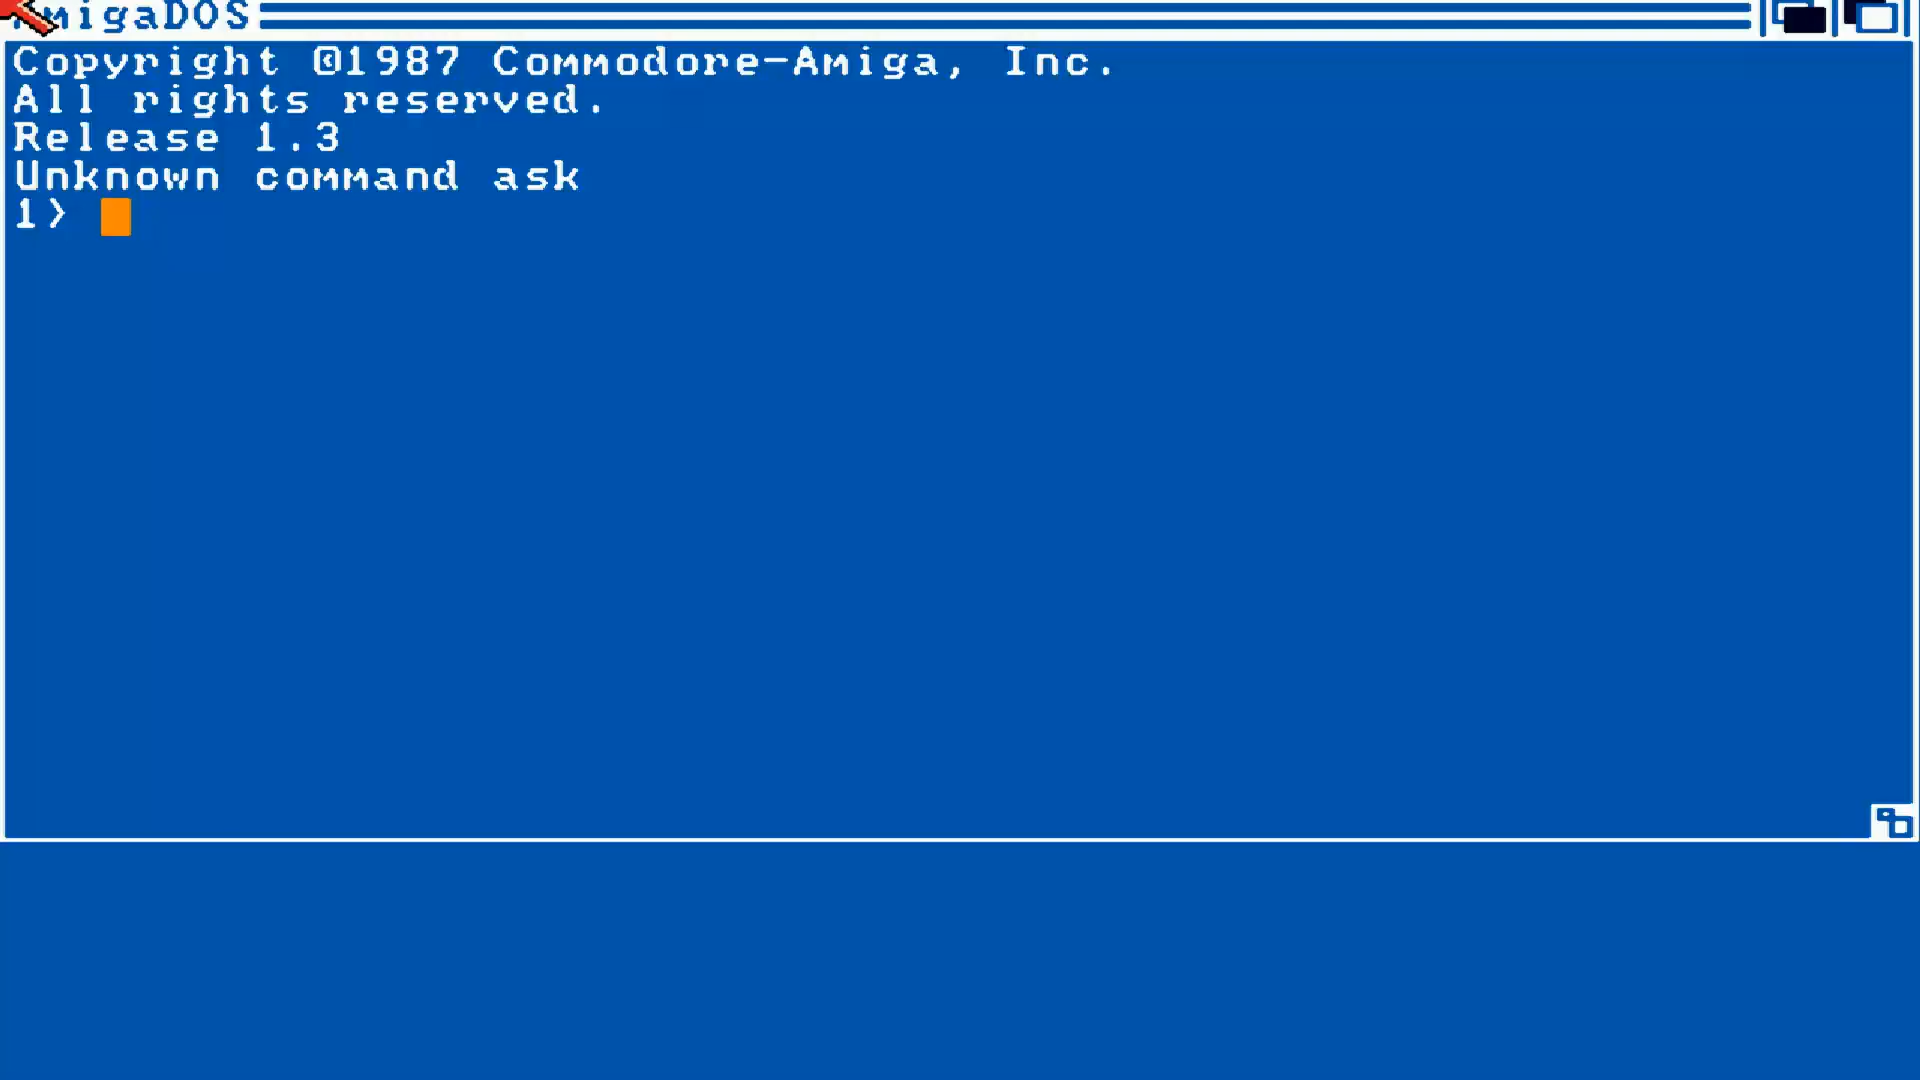 AmigaDOS
Copyright ©1987 Commodore-Amiga, Inc.
All rights reserved.
Release 1.3
Unknown command ask
1>